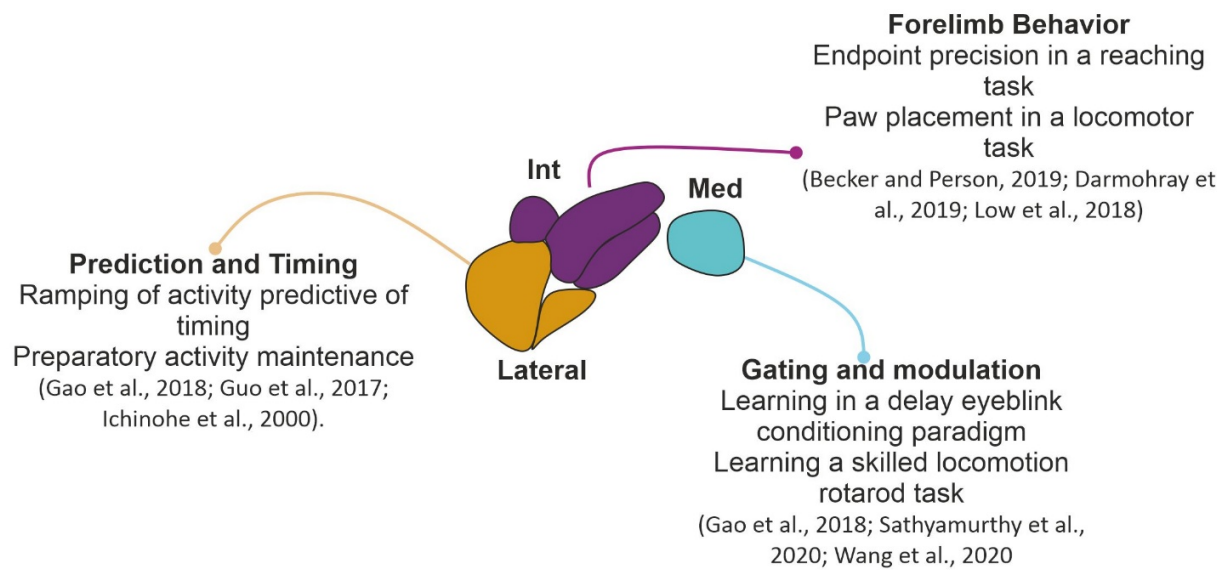 Forelimb Behavior
Endpoint precision in a reaching
task
Paw placement in a locomotor
task
(Becker and Person, 2019; Darmohray et
al., 2019; Low et al., 2018)
Int
Med
Prediction and Timing
Ramping of activity predictive of
timing
Preparatory activity maintenance
(Gao et al., 2018; Guo et al., 2017;
Ichinohe et al., 2000).
Lateral
Gating and modulation
Learning in a delay eyeblink
conditioning paradigm
Learning a skilled locomotion
rotarod task
(Gao et al., 2018; Sathyamurthy et al.,
2020; Wang et al., 2020